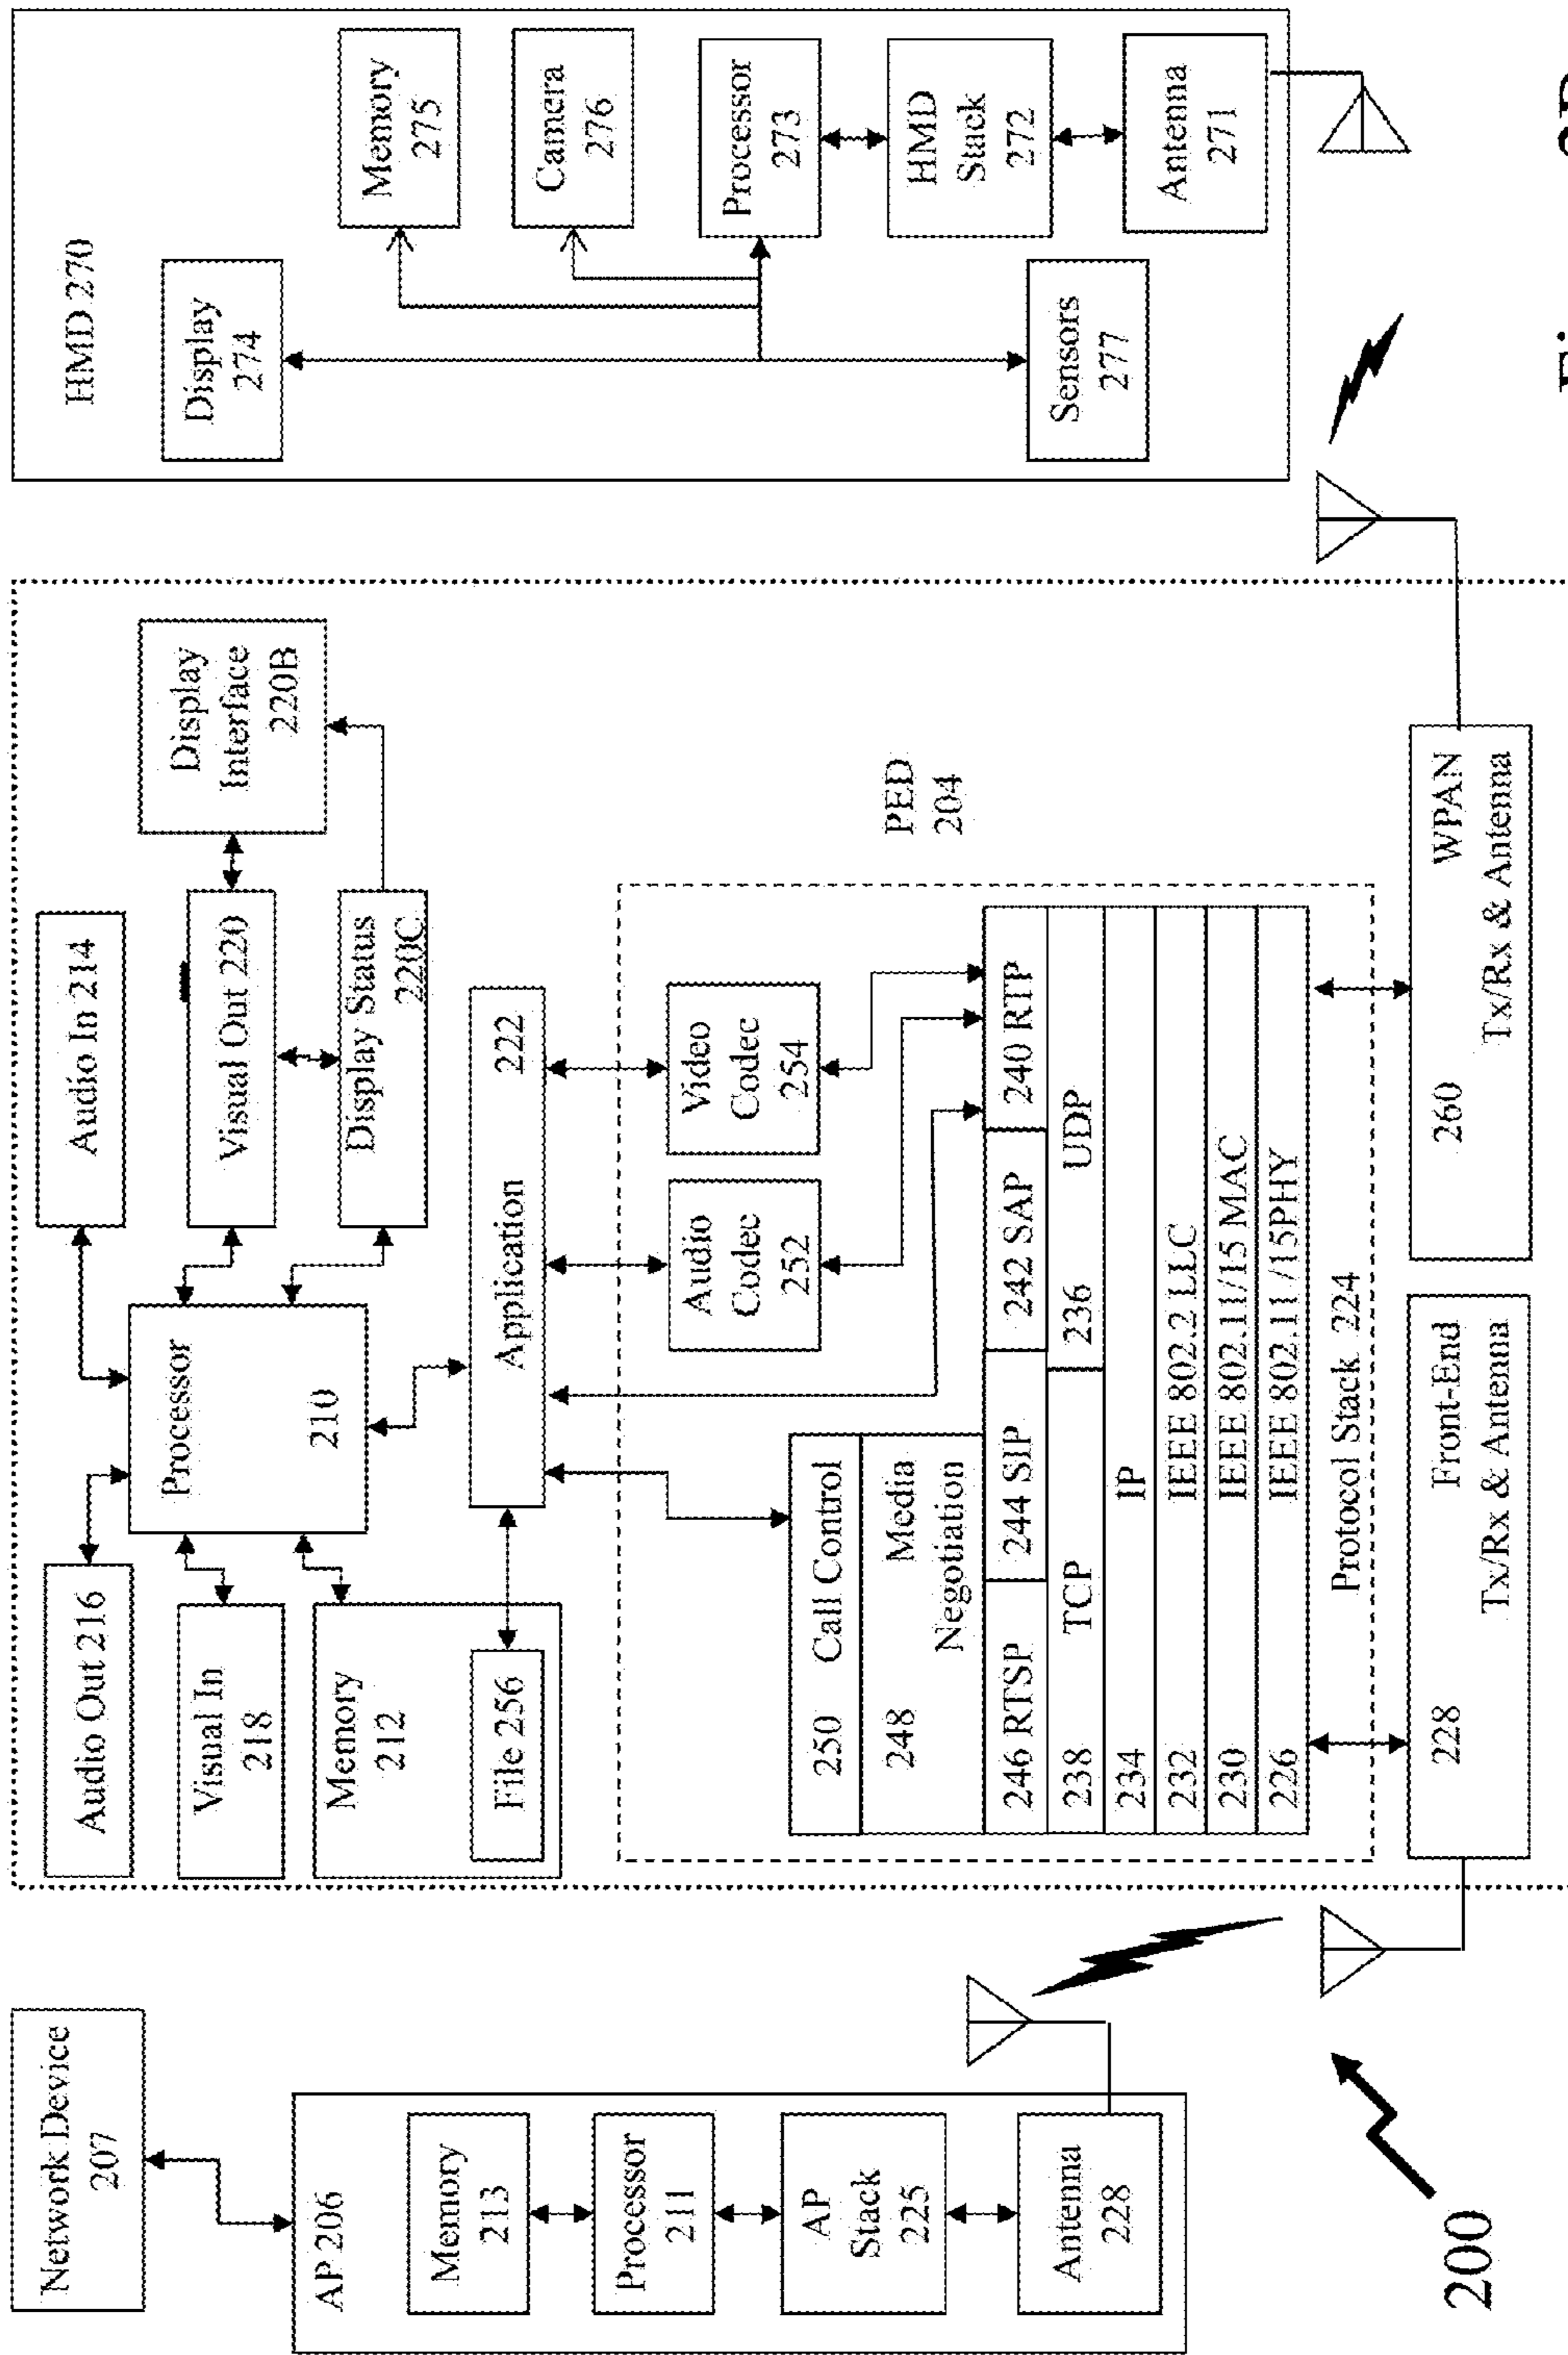 Network Device
207
AP 206
Memory
213
Processor
211
AP
Stack
225
Antenna
228
200
Audio Out 216
Visual In
218
Memory
212
File 256
Processor
210
Audio In 214
Visual Out 220
Display Status
220C
Display
Interface
220B
Application 222
PED
204
Audio
Codec
252
Video
Codec
254
250 Call Control
248 Media
Negotiation
246 RTSP
244 SIP
242 SAP
240 RTP
238 TCP
236 UDP
234 IP
232 IEEE 802.2 LLC
230 IEEE 802.11/15 MAC
226 IEEE 802.11 /15PHY
Protocol Stack 224
228 Front-End
Tx/Rx & Antenna
260 WPAN
Tx/Rx & Antenna
HMD 270
Display
274
Memory
275
Camera
276
Processor
273
HMD
Stack
272
Antenna
271
Sensors
277